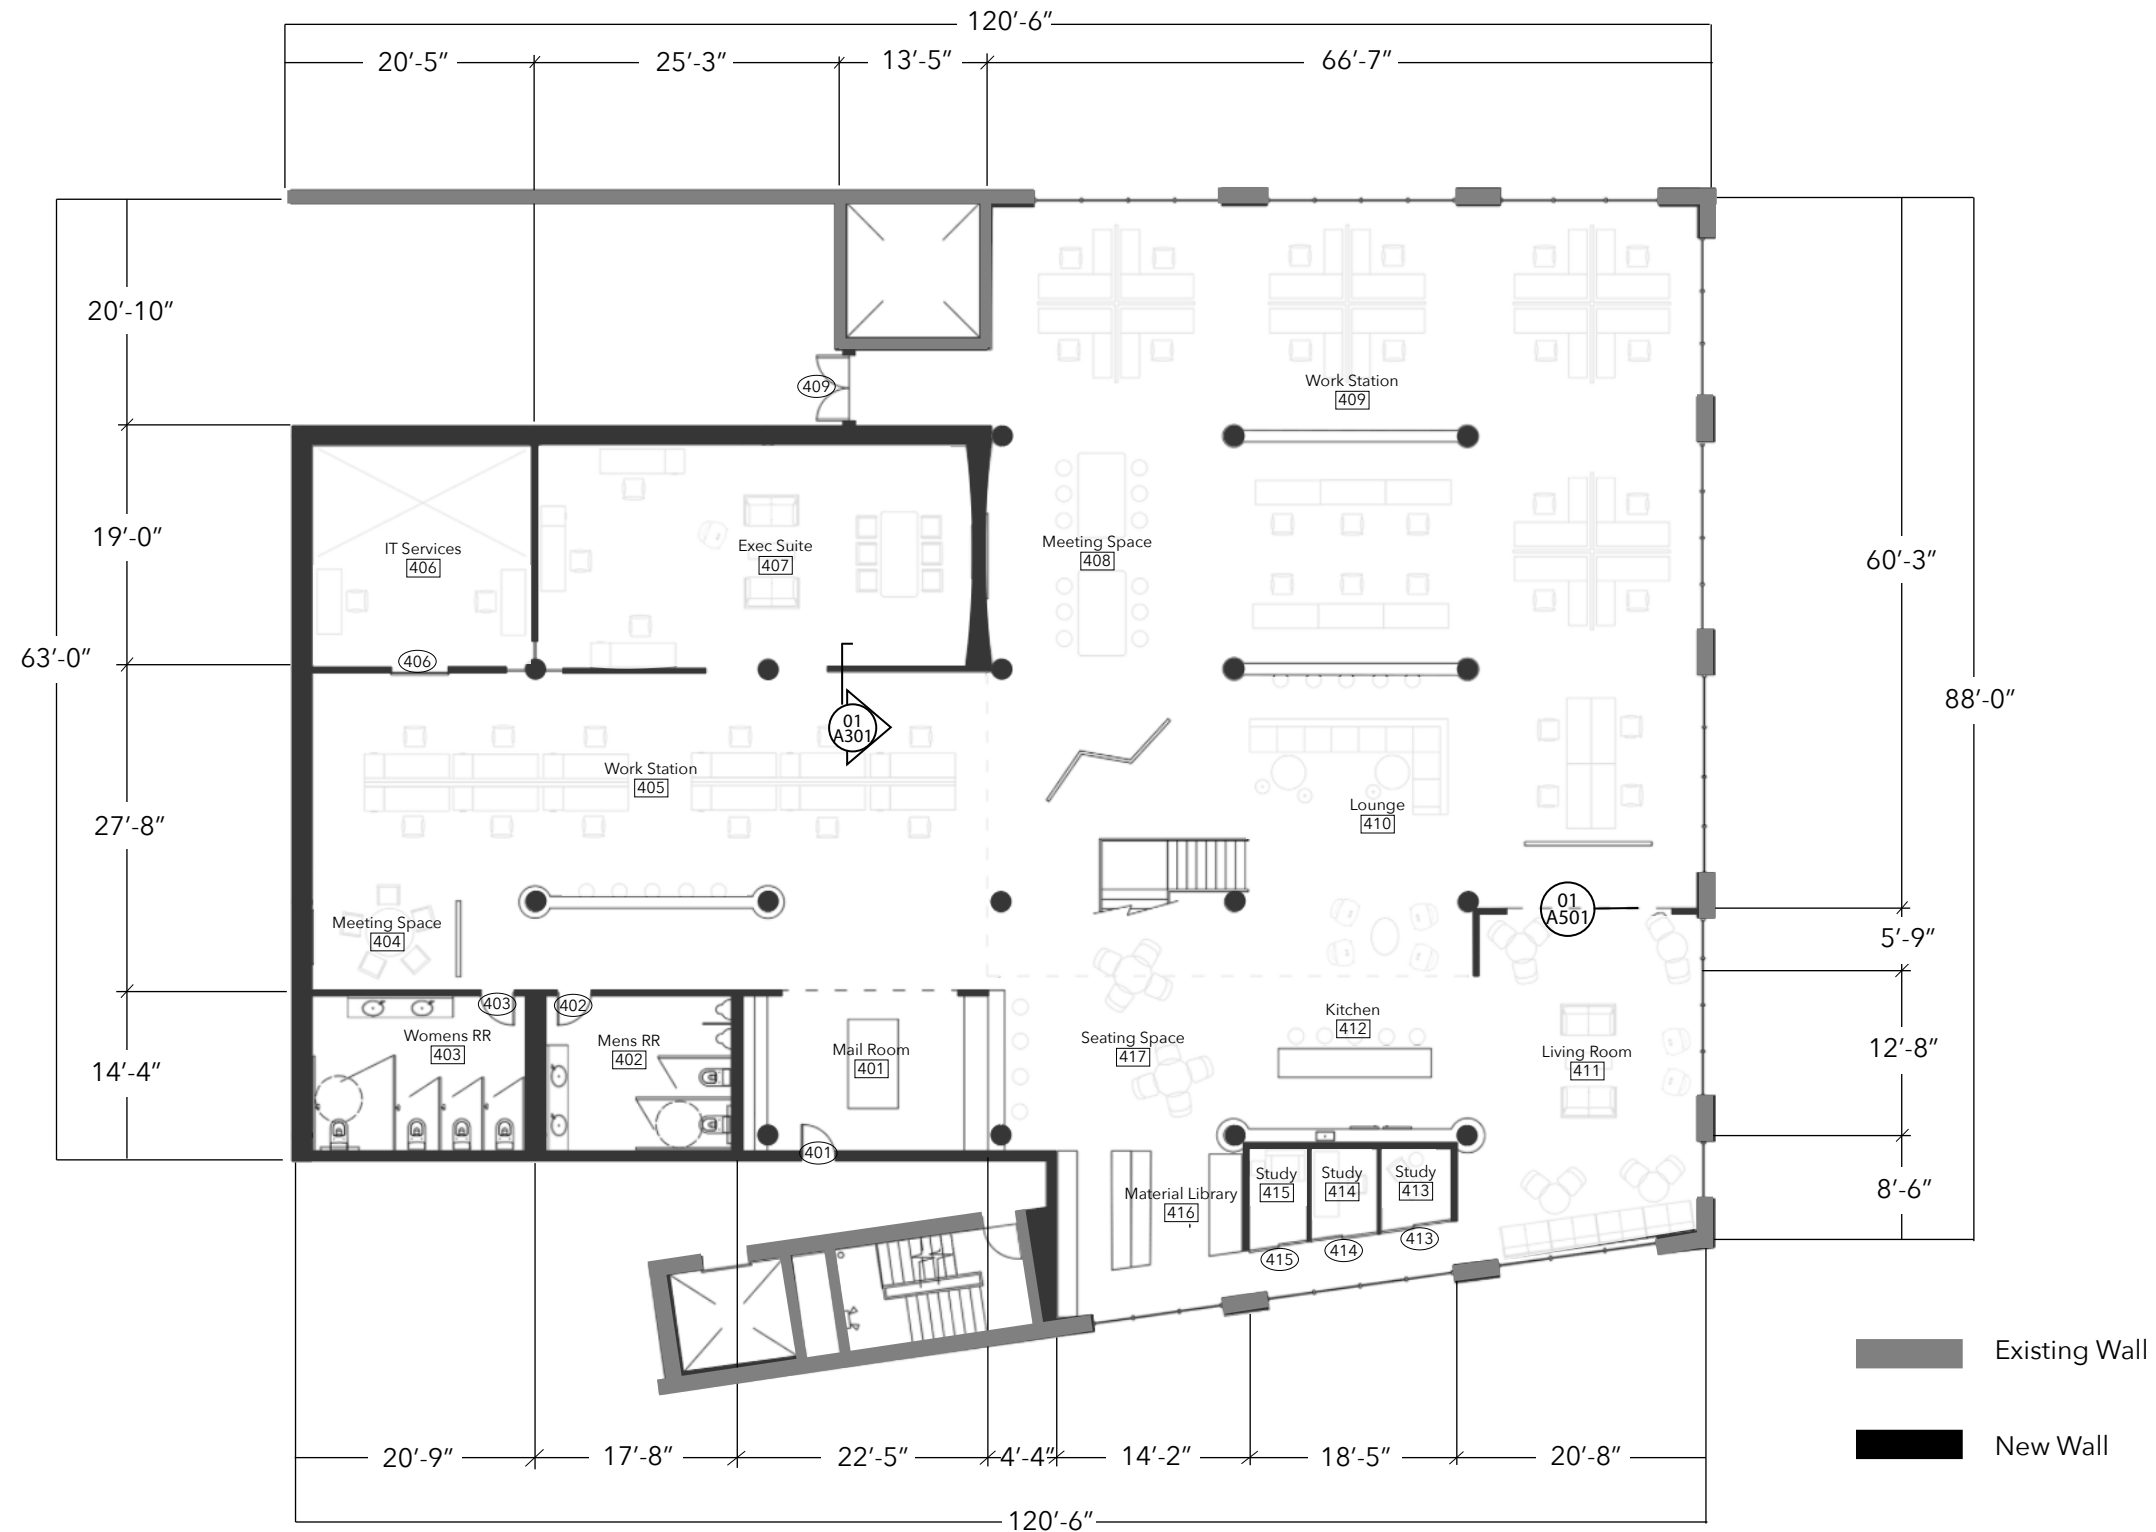 120’-6”
20’-5”
25’-3”
13’-5”
66’-7”
20’-10”
409
Work Station
409
19’-0”
IT Services
406
Exec Suite
407
Meeting Space
408
60’-3”
63’-0”
406
88’-0”
01
A301
Work Station
405
Lounge
410
27’-8”
01
A501
Meeting Space
404
5’-9”
403
402
Womens RR
403
Mens RR
402
Mail Room
401
Seating Space
417
Kitchen
412
Living Room
411
12’-8”
14’-4”
401
Material Library
416
Study
415
Study
414
Study
413
8’-6”
415
414
413
Existing Wall
New Wall
20’-9”
17’-8”
22’-5”
4’-4”
14’-2”
18’-5”
20’-8”
120’-6”